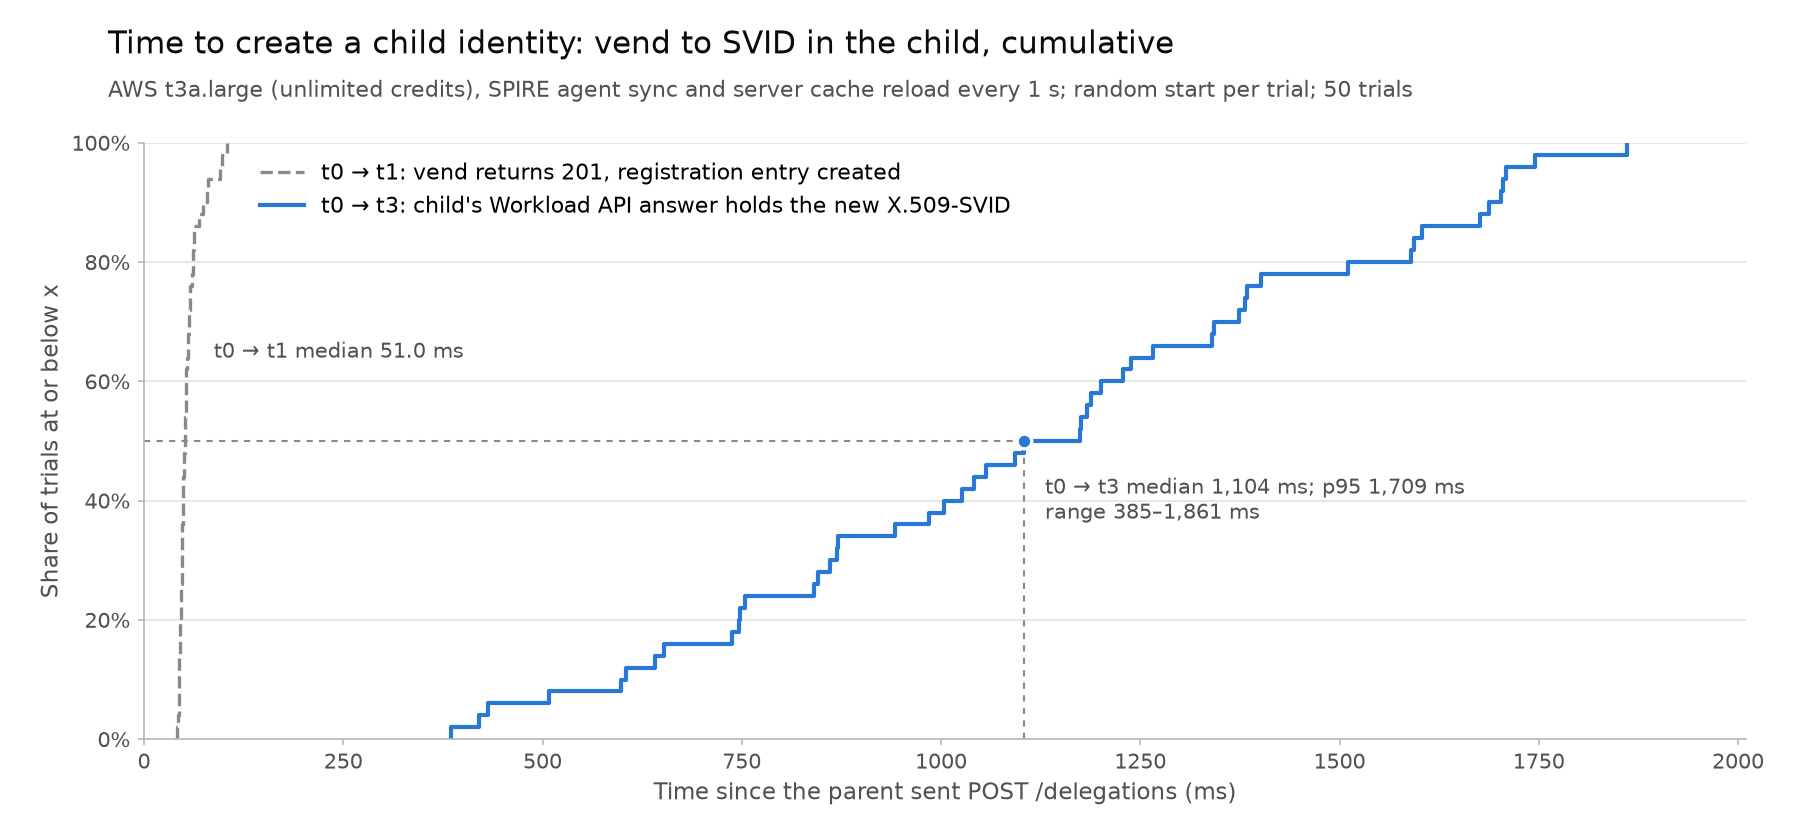 Time to create a child identity: vend to SVID in the child, cumulative
AWS t3a.large (unlimited credits), SPIRE agent sync and server cache reload every 1 s; random start per trial; 50 trials
100%
80%
60%
40%
20%
0%
Share of trials at or below x
t0 → t1: vend returns 201, registration entry created
t0 → t3: child's Workload API answer holds the new X.509-SVID
t0 → t1 median 51.0 ms
t0 → t3 median 1,104 ms; p95 1,709 ms
range 385–1,861 ms
0
250
500
750
1000
1250
1500
1750
2000
Time since the parent sent POST /delegations (ms)